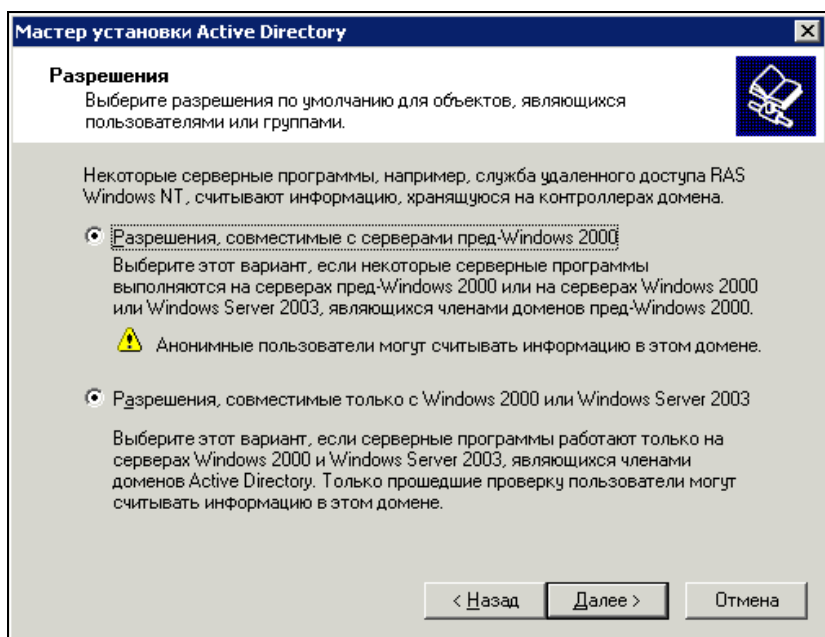 Мастер установки Active Directory
Разрешения
Выберите разрешения по умолчанию для объектов, являющихся
пользователями или группами.
Некоторые серверные программы, например, служба удаленного доступа RAS
Windows NT, считывают информацию, хранящуюся на контроллерах домена.
Разрешения, совместимые с серверами пред-Windows 2000
Выберите этот вариант, если некоторые серверные программы
выполняются на серверах пред-Windows 2000 или на серверах Windows 2000
или Windows Server 2003, являющихся членами доменов пред-Windows 2000.
Анонимные пользователи могут считывать информацию в этом домене.
Разрешения, совместимые только с Windows 2000 или Windows Server 2003
Выберите этот вариант, если серверные программы работают только на
серверах Windows 2000 и Windows Server 2003, являющихся членами
доменов Active Directory. Только прошедшие проверку пользователи могут
считывать информацию в этом домене.
< Назад Далее > Отмена